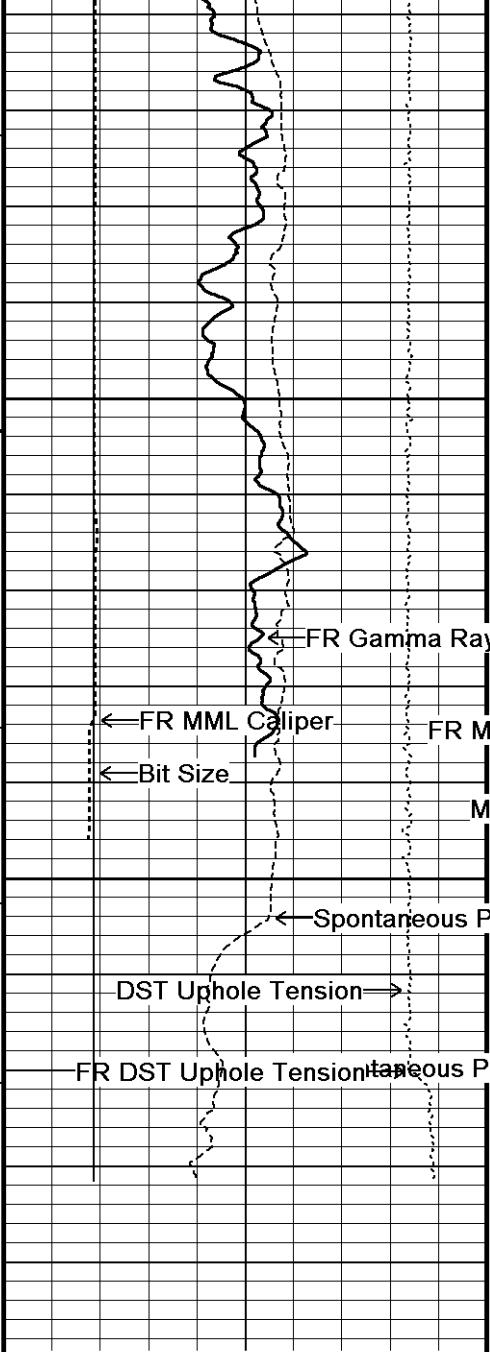 FR Gamma Ray
FR MML Caliper
FR M
Bit Size
M
Spontaneous P
DST Uphole Tension
FR DST Uphole Tension
taneous P